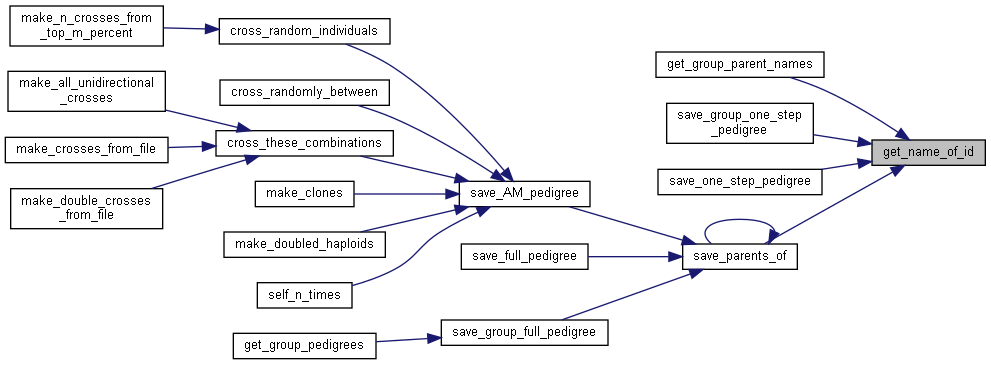 make_n_crosses_from
_top_m_percent
make_all_unidirectional
_crosses
make_crosses_from_file
make_double_crosses
_from_file
cross_random_individuals
cross_randomly_between
cross_these_combinations
make_clones
make_doubled_haploids
self_n_times
get_group_pedigrees
save_AM_pedigree
save_full_pedigree
save_group_full_pedigree
get_group_parent_names
save_group_one_step
_pedigree
save_one_step_pedigree
save_parents_of
get_name_of_id